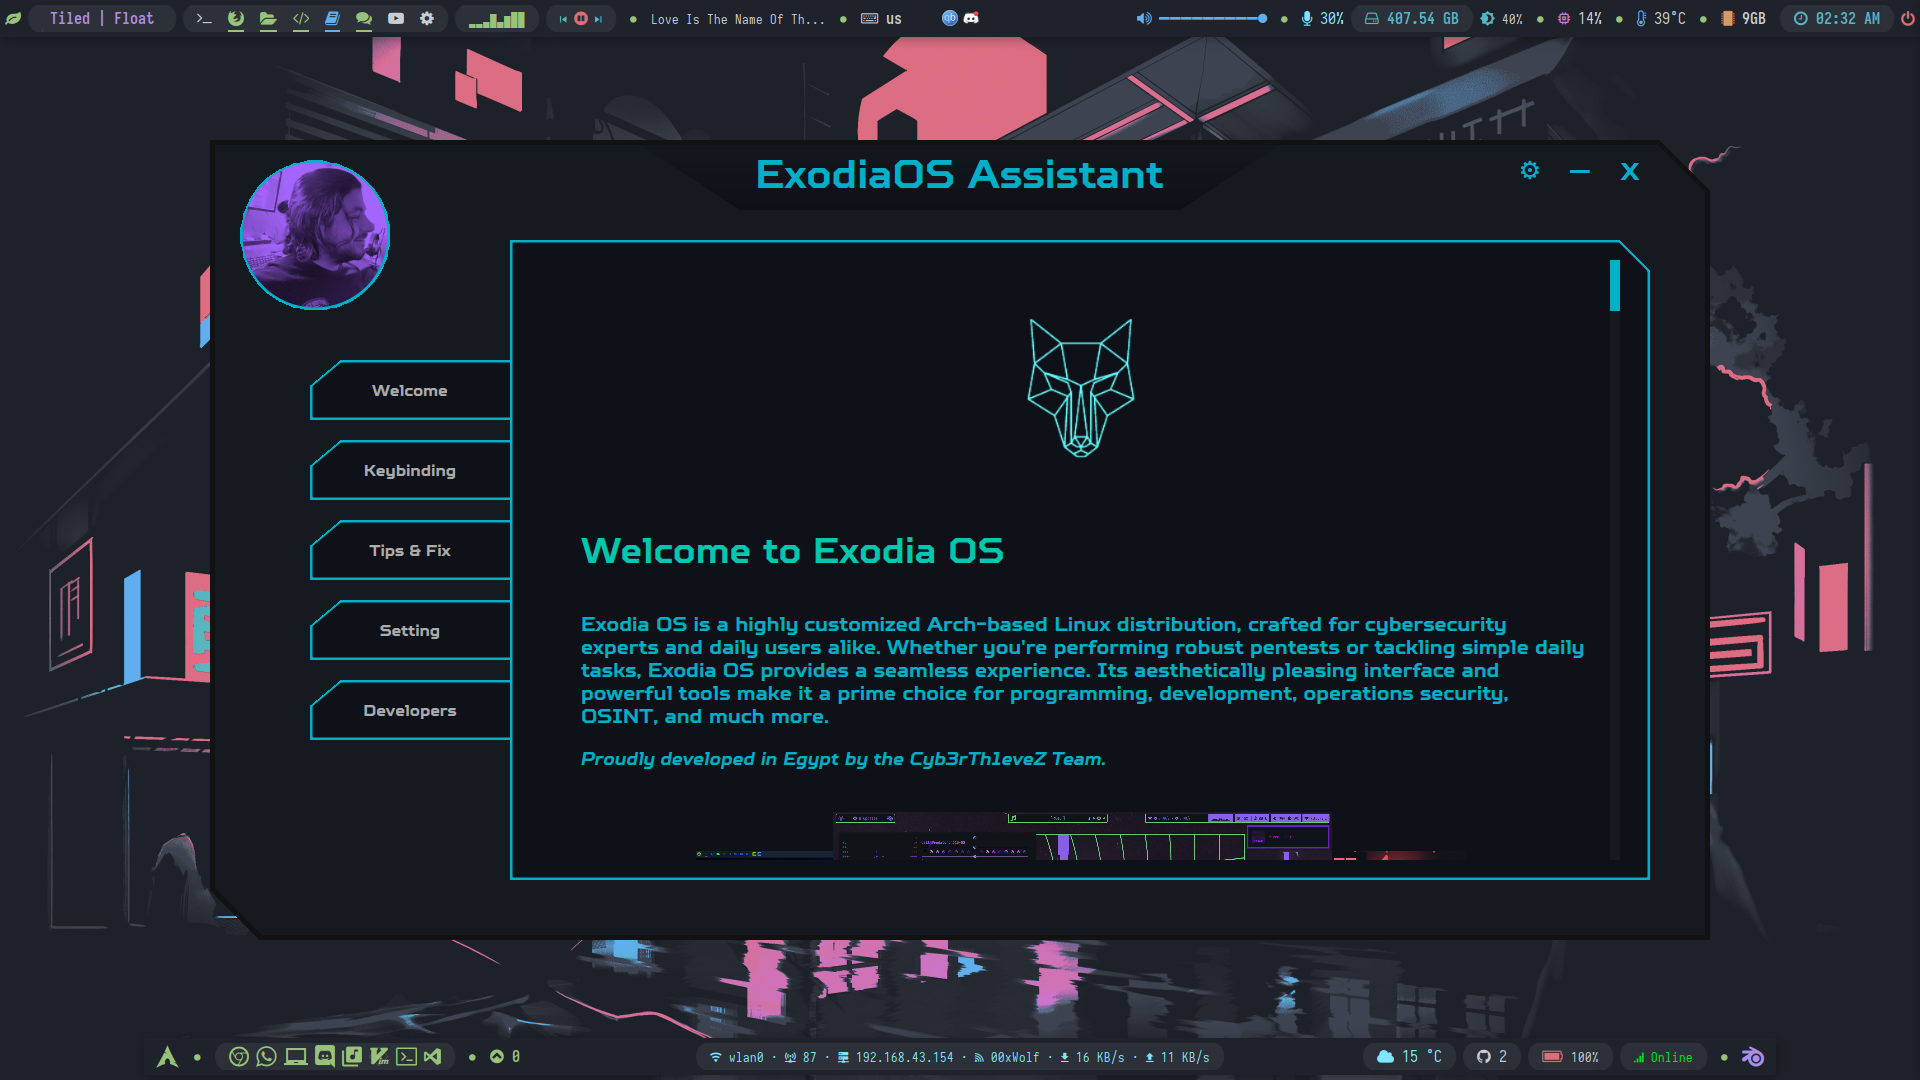 Tiled | Float
Love Is The Name Of Th...
us
30%
407.54 GB
40%
14%
39°C
9GB
02:32 AM
ExodiaOS Assistant
X
Welcome
Keybinding
Tips & Fix
Setting
Developers
Welcome to Exodia OS
Exodia OS is a highly customized Arch-based Linux distribution, crafted for cybersecurity
experts and daily users alike. Whether you're performing robust pentests or tackling simple daily
tasks, Exodia OS provides a seamless experience. Its aesthetically pleasing interface and
powerful tools make it a prime choice for programming, development, operations security,
OSINT, and much more.
Proudly developed in Egypt by the Cyb3rTh1eveZ Team.
0
wlan0 · 87 · 192.168.43.154 · 00xWolf · 16 KB/s · 11 KB/s
15 °C
2
100%
Online